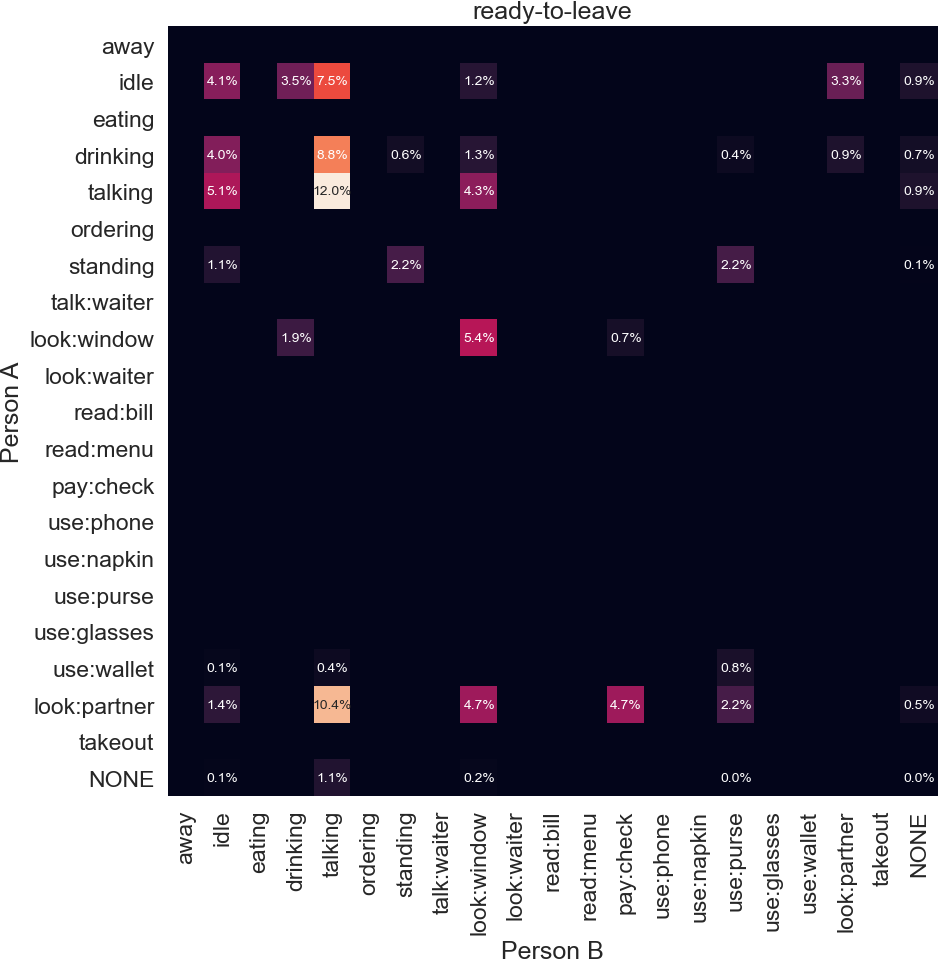 ready-to-leave
away
idle 4.1% 3.5% 7.5% 1.2% 3.3% 0.9%
eating
drinking 4.0% 8.8% 0.6% 1.3% 0.4% 0.9% 0.7%
talking 5.1% 12.0% 4.3% 0.9%
ordering
standing 1.1% 2.2% 2.2% 0.1%
talk:waiter
look:window 1.9% 5.4% 0.7%
look:waiter
read:bill
read:menu
pay:check
use:phone
use:napkin
use:purse
use:glasses
use:wallet 0.1% 0.4% 0.8%
look:partner 1.4% 10.4% 4.7% 4.7% 2.2% 0.5%
takeout
NONE 0.1% 1.1% 0.2% 0.0% 0.0%
Person A
away idle eating drinking talking ordering standing talk:waiter look:window look:waiter read:bill read:menu pay:check use:phone use:napkin use:purse use:glasses use:wallet look:partner takeout NONE
Person B